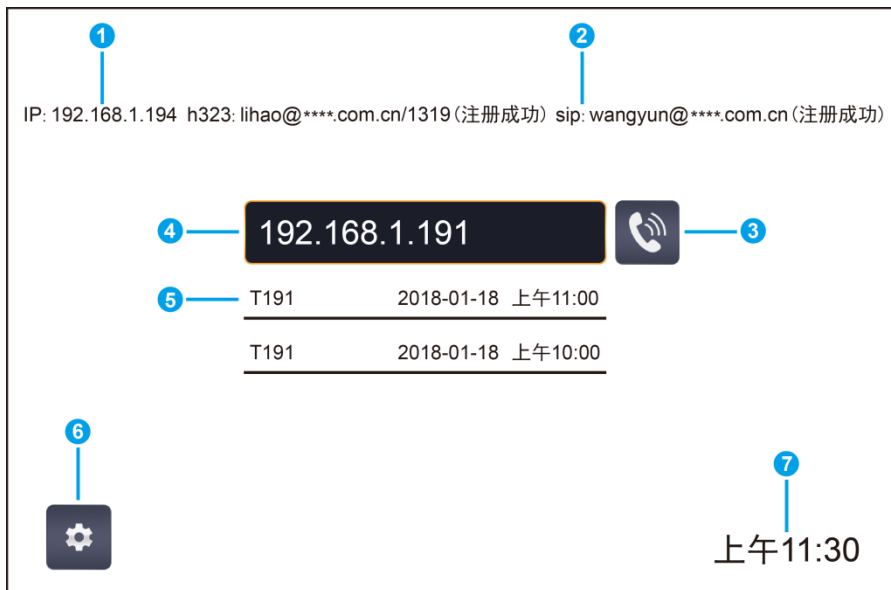 1 2
IP: 192.168.1.194 h323: lihao@****.com.cn/1319（注册成功） sip: wangyun@****.com.cn（注册成功）
4 192.168.1.191 3
5 T191 2018-01-18 上午11:00
T191 2018-01-18 上午10:00
6
7
上午11:30